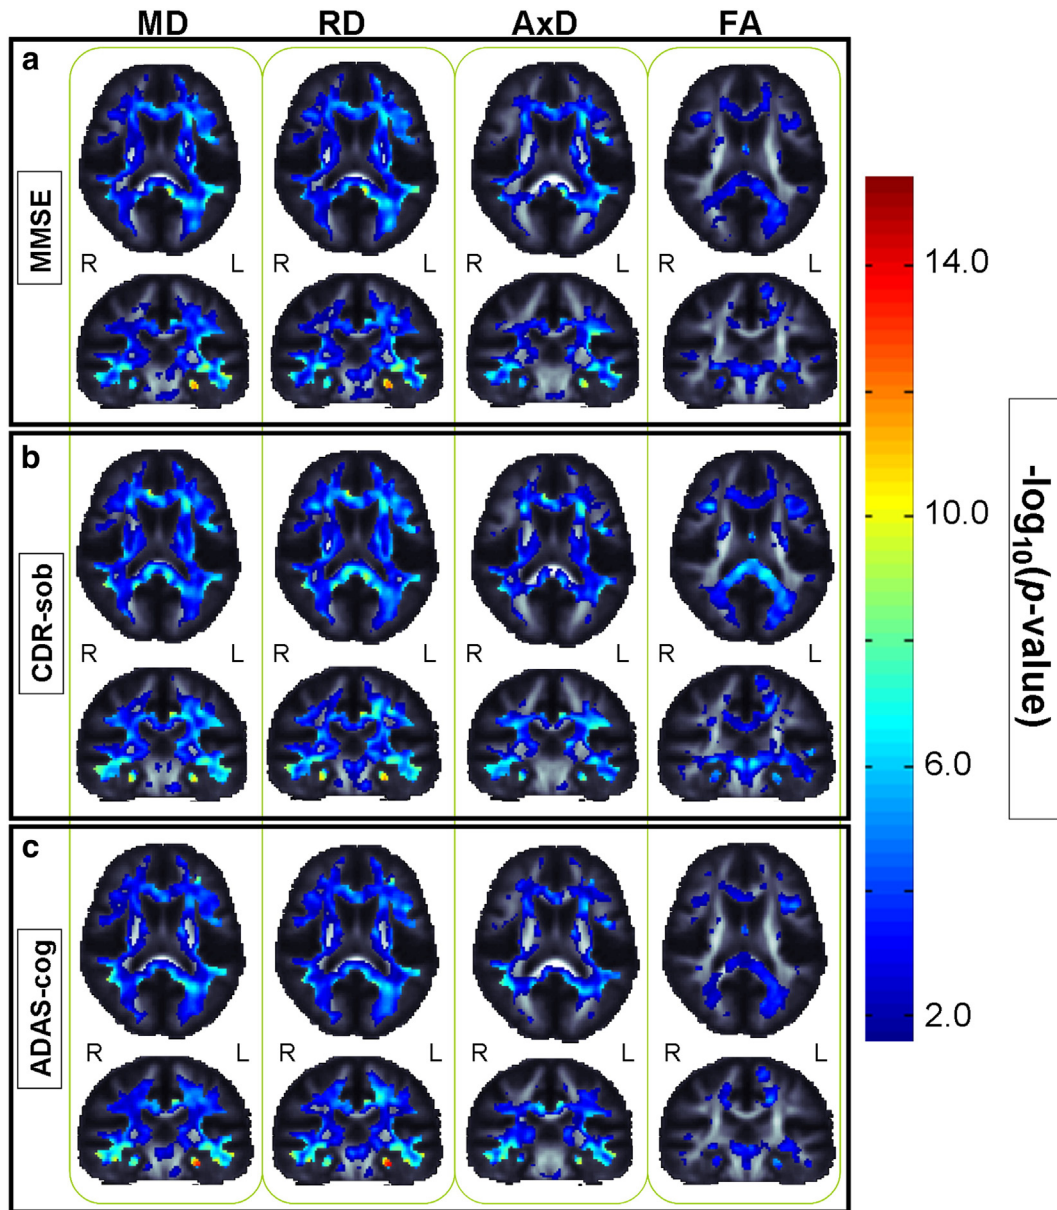 MD RD AxD FA
a
MMSE
R L R L R L R L
b
CDR-sob
R L R L R L R L
c
ADAS-cog
R L R L R L R L
14.0
10.0
6.0
2.0
-log10(p-value)